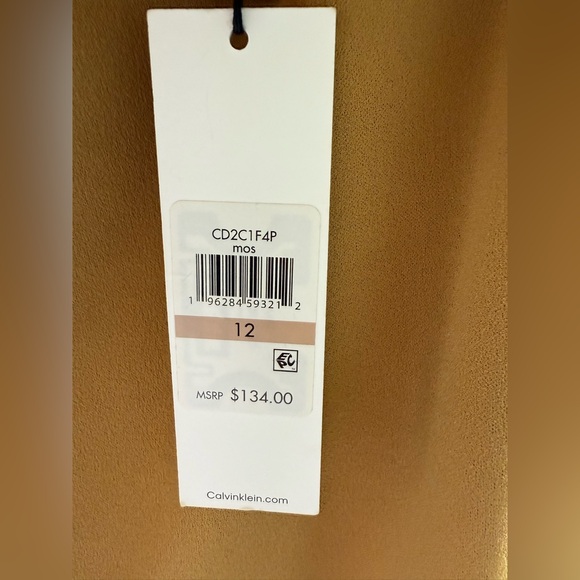 CD2C1F4P
mos
1 96284 59321 2
12
MSRP $134.00
Calvinklein.com